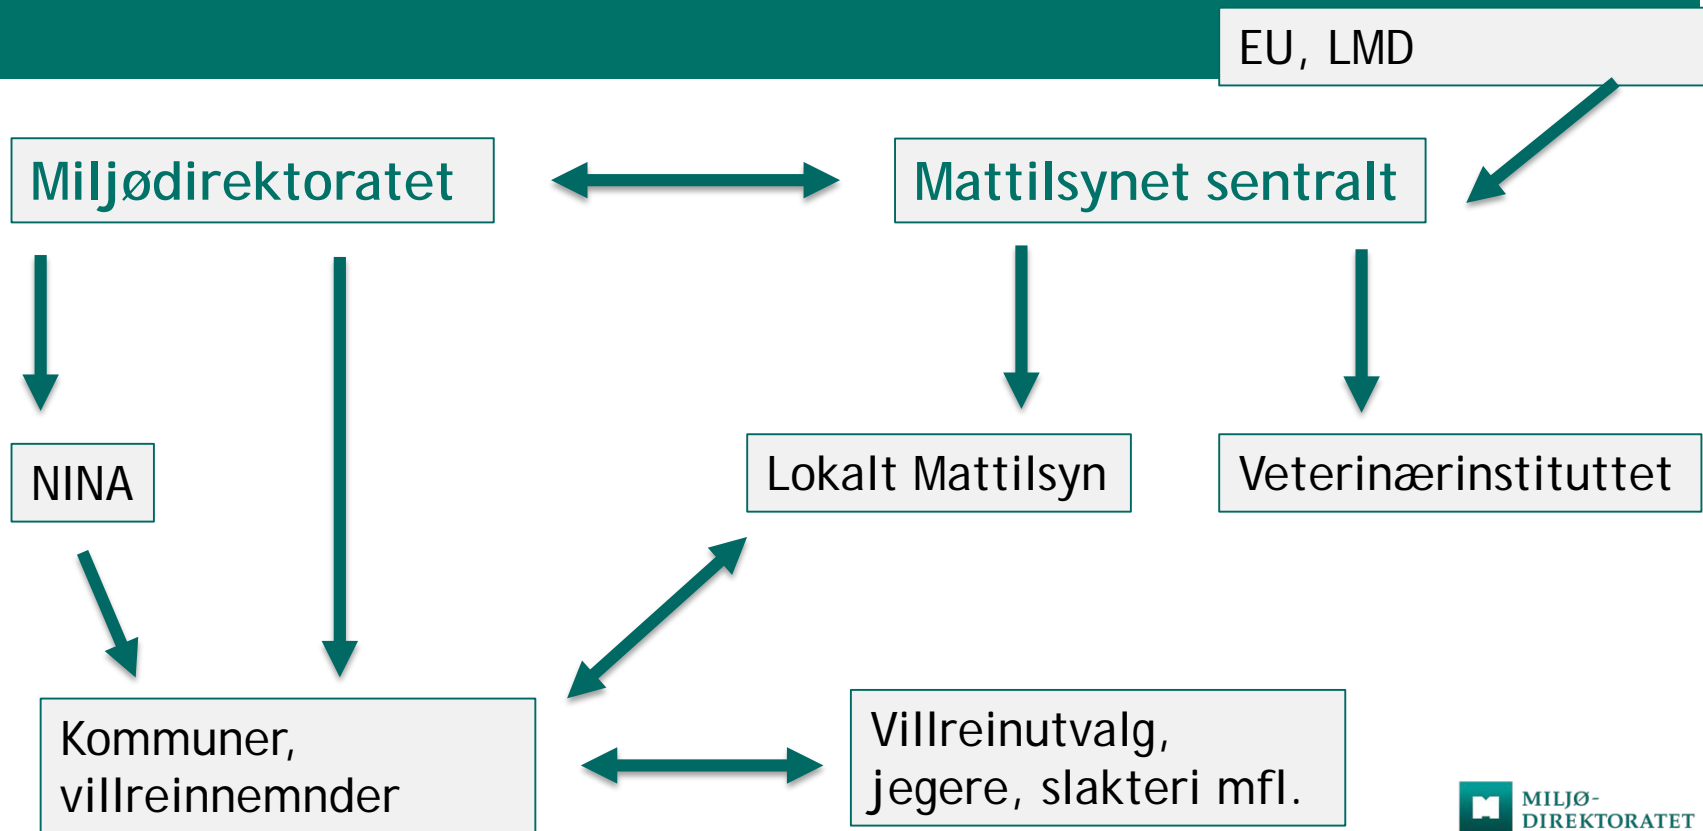 EU, LMD
Miljødirektoratet
Mattilsynet sentralt
NINA
Lokalt Mattilsyn
Veterinærinstituttet
Kommuner,
villreinnemnder
Villreinutvalg,
jegere, slakteri mfl.
MILJØ-
DIREKTORATET